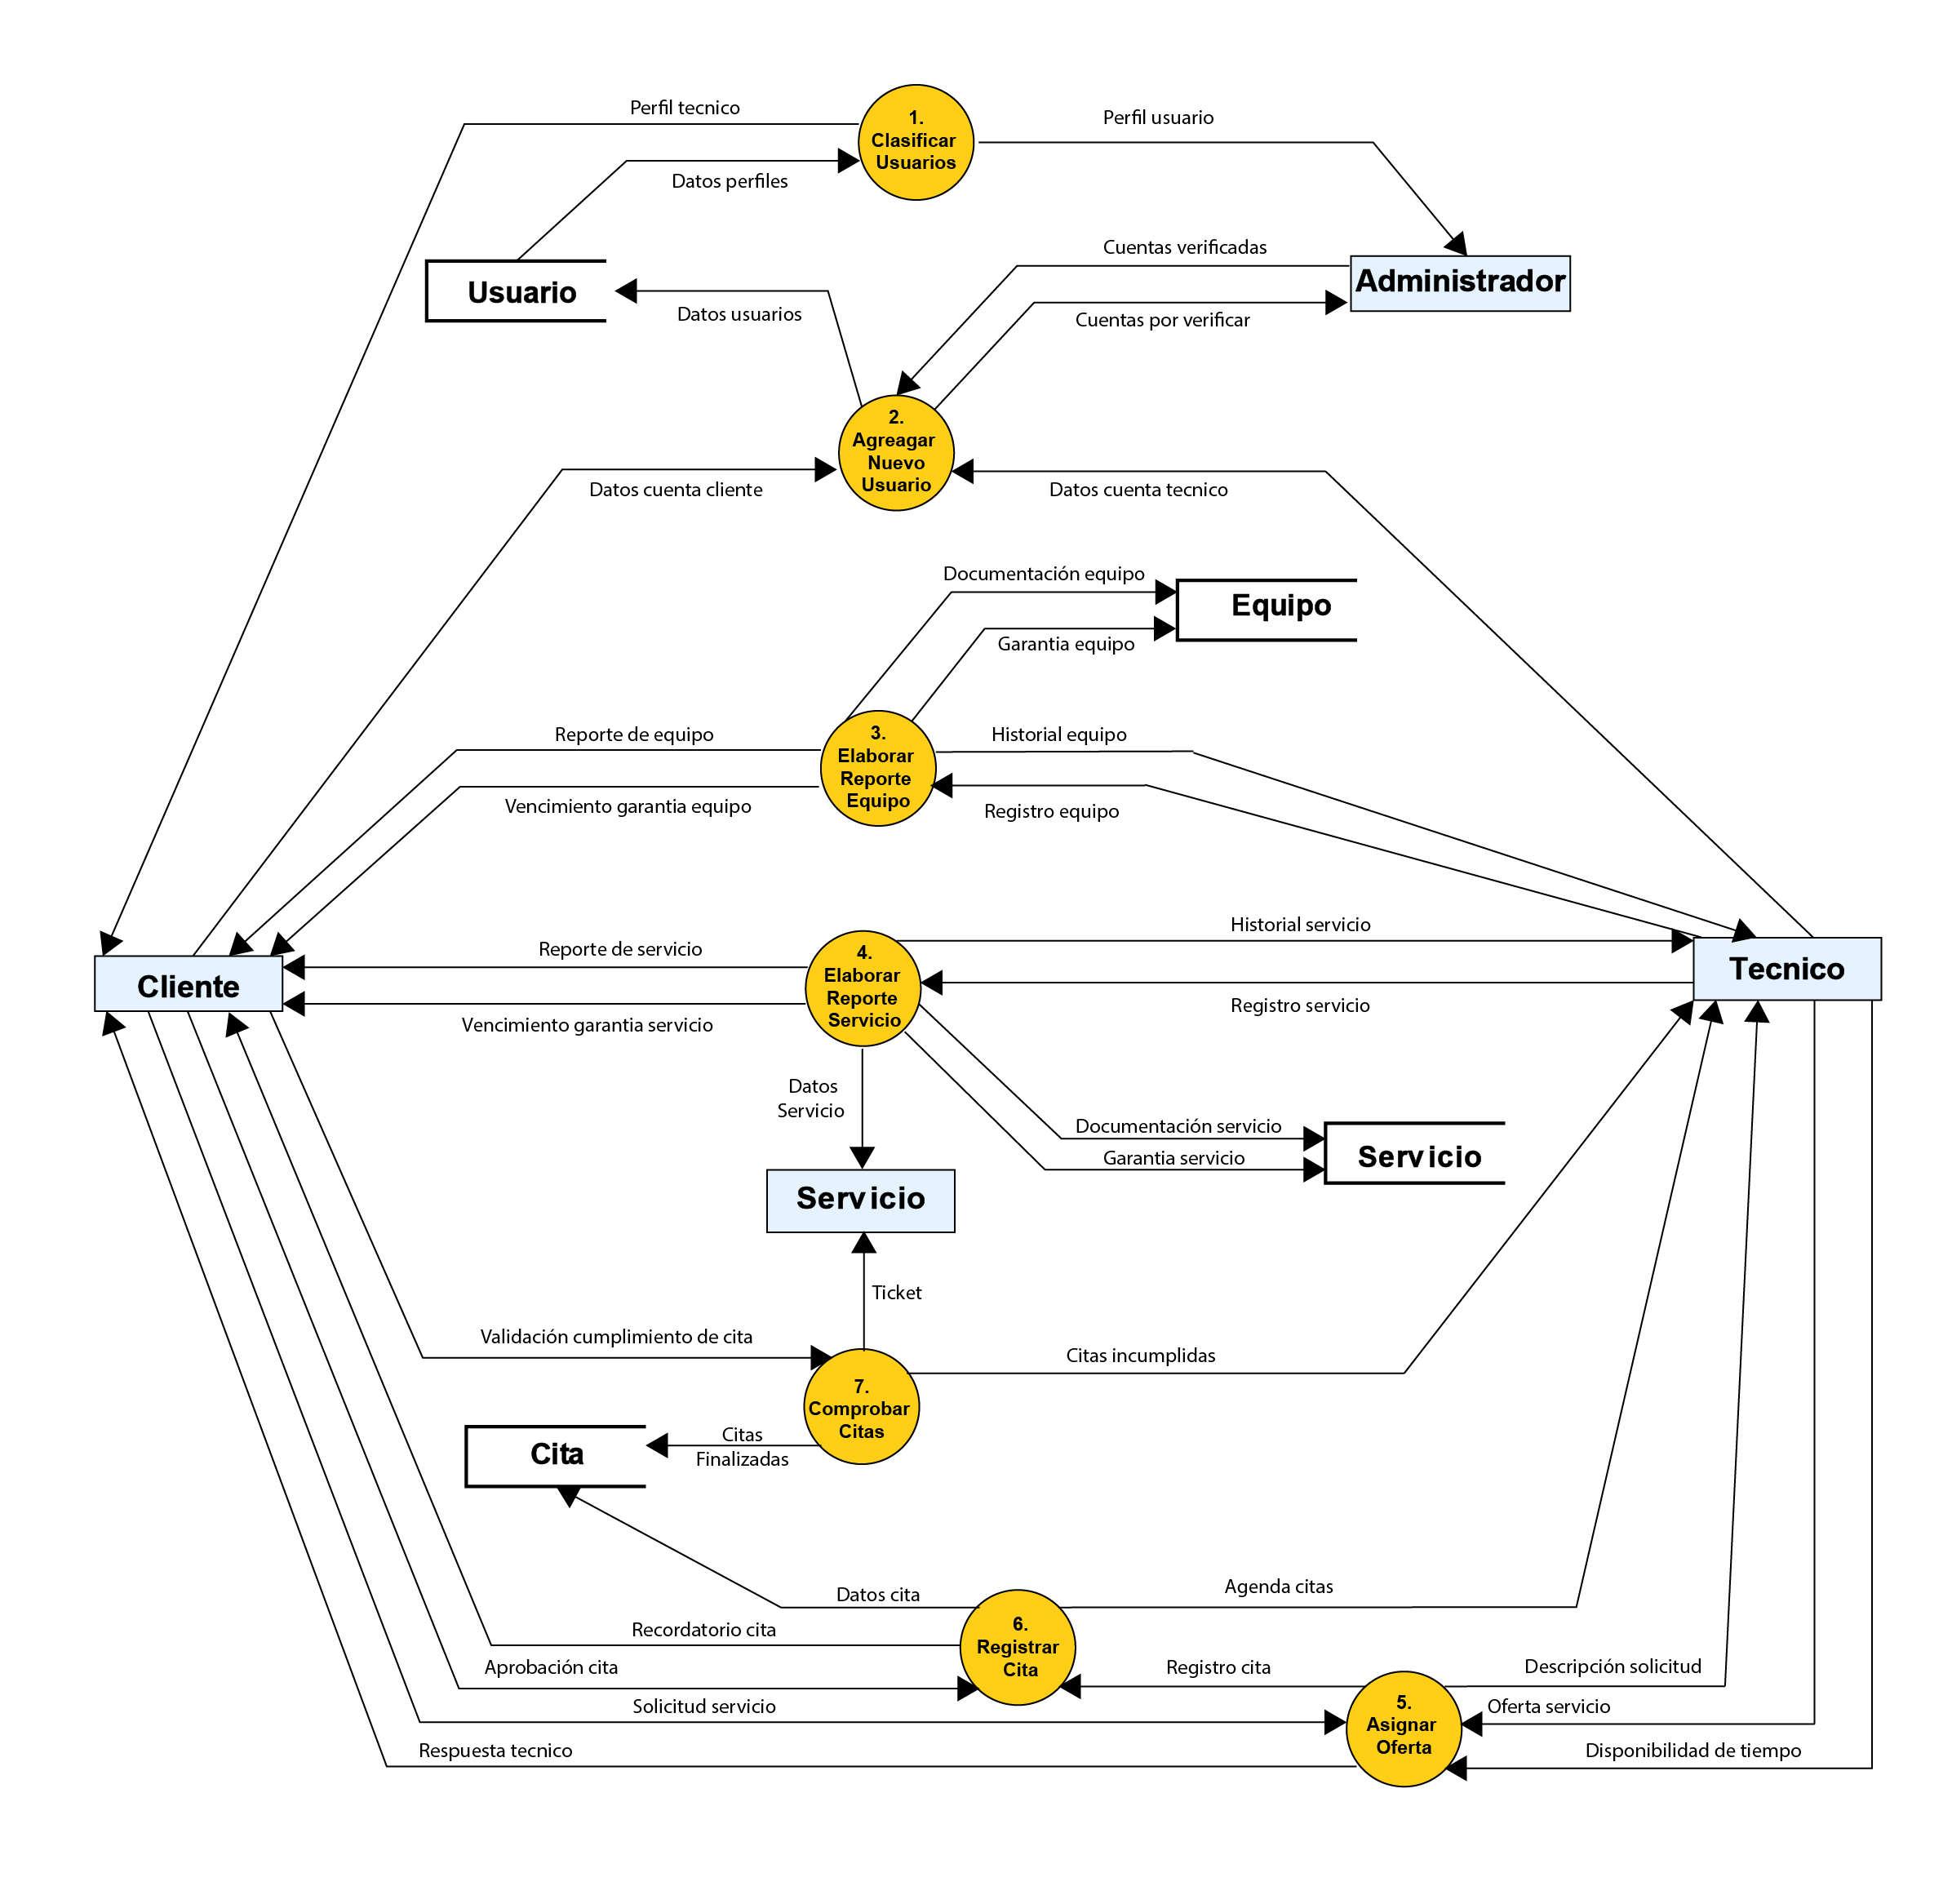 Perfil tecnico
1.
Clasificar
Usuarios
Perfil usuario
Datos perfiles
Cuentas verificadas
Administrador
Usuario
Datos usuarios
Cuentas por verificar
2.
Agreagar
Nuevo
Usuario
Datos cuenta cliente
Datos cuenta tecnico
Documentación equipo
Equipo
Garantia equipo
Reporte de equipo
3.
Elaborar
Reporte
Equipo
Historial equipo
Vencimiento garantia equipo
Registro equipo
Historial servicio
Reporte de servicio
4.
Elaborar
Reporte
Servicio
Tecnico
Cliente
Registro servicio
Vencimiento garantia servicio
Datos
Servicio
Documentación servicio
Garantia servicio
Servicio
Servicio
Ticket
Validación cumplimiento de cita
Citas incumplidas
7.
Comprobar
Citas
Citas
Finalizadas
Cita
Datos cita
Agenda citas
6.
Registrar
Cita
Recordatorio cita
Aprobación cita
Registro cita
Descripción solicitud
Solicitud servicio
5.
Asignar
Oferta
Oferta servicio
Respuesta tecnico
Disponibilidad de tiempo